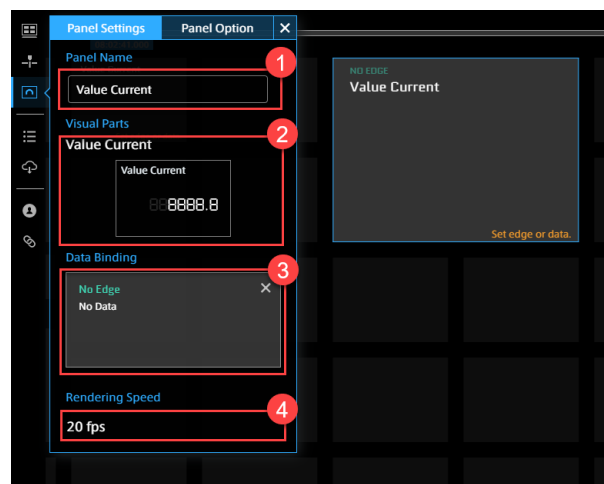 Panel Settings
Panel Option
Panel Name
1
Value Current
Visual Parts
2
Value Current
Value Current
8888.8
Data Binding
3
No Edge
No Data
Rendering Speed
4
20 fps
NO EDGE
Value Current
Set edge or data.